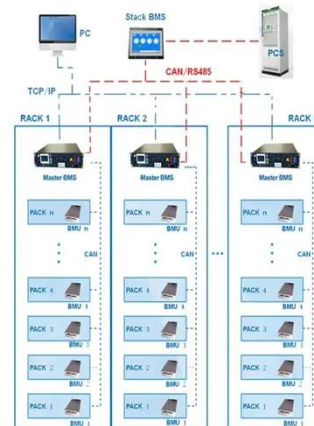 PC
Stack BMS
PCS
CAN/RS485
TCP/IP
RACK 1
RACK 2
RACK
Master BMS
Master BMS
Master BMS
PACK n
BMU n
PACK n
BMU n
PACK n
BMU n
CAN
CAN
CAN
PACK 4
BMU 4
PACK 4
BMU 4
PACK 4
BMU 4
PACK 3
BMU 3
PACK 3
BMU 3
PACK 3
BMU 3
PACK 2
BMU 2
PACK 2
BMU 2
PACK 2
BMU 2
PACK 1
BMU 1
PACK 1
BMU 1
PACK 1
BMU 1